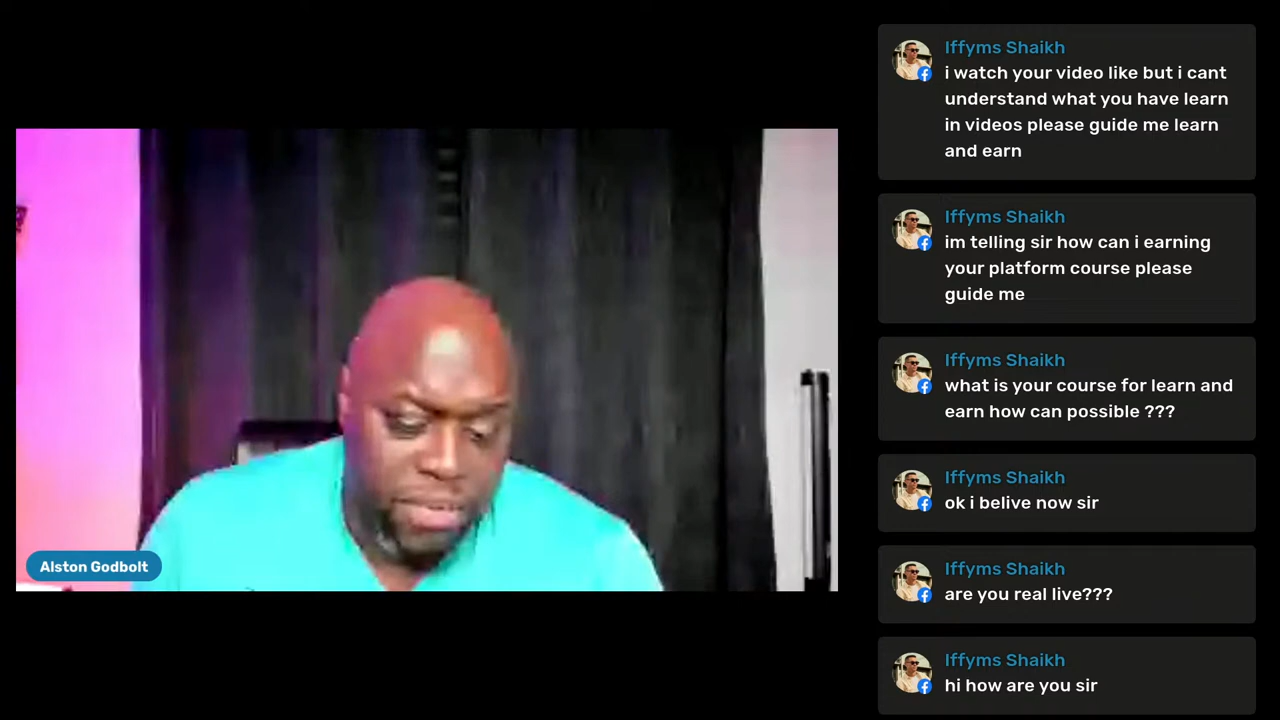 Alston Godbolt
Iffyms Shaikh
i watch your video like but i cant
understand what you have learn
in videos please guide me learn
and earn
Iffyms Shaikh
im telling sir how can i earning
your platform course please
guide me
Iffyms Shaikh
what is your course for learn and
earn how can possible ???
Iffyms Shaikh
ok i belive now sir
Iffyms Shaikh
are you real live???
Iffyms Shaikh
hi how are you sir